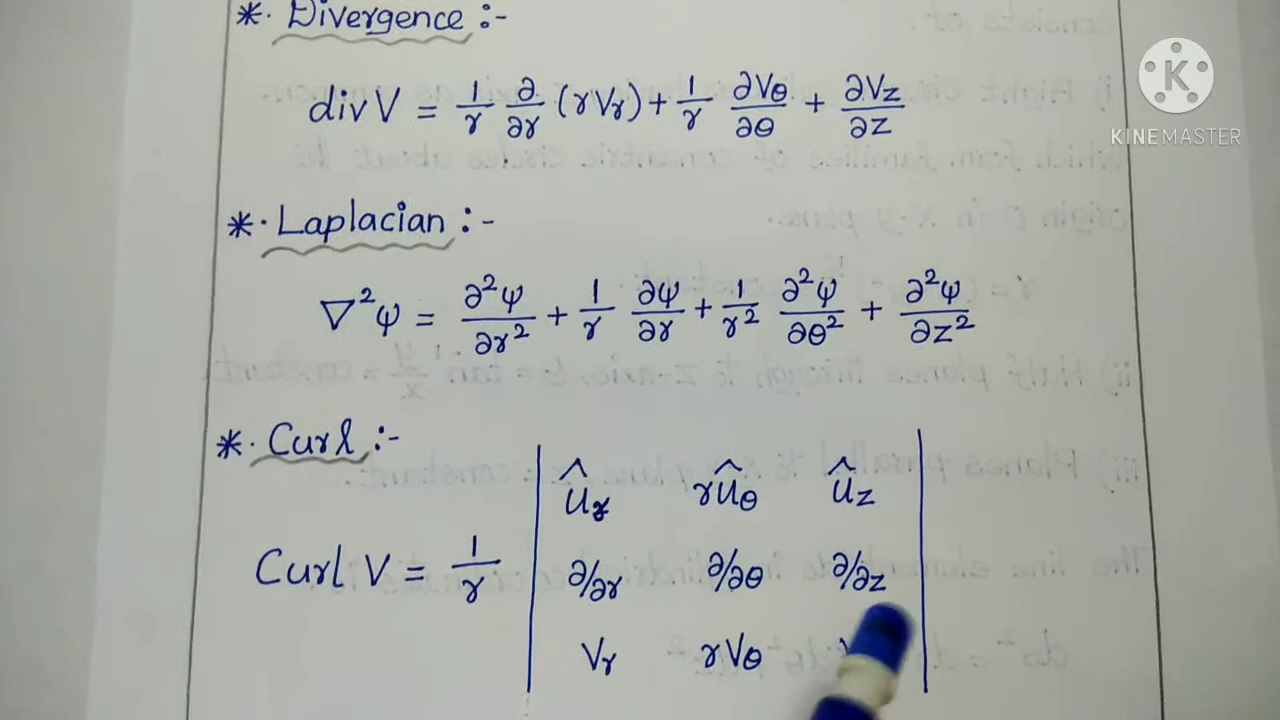 *. Divergence :-
div V = 1/r ∂/∂r (rVr) + 1/r ∂Vθ/∂θ + ∂Vz/∂z
K
KINEMASTER
*. Laplacian :-
∇²ψ = ∂²ψ/∂r² + 1/r ∂ψ/∂r + 1/r² ∂²ψ/∂θ² + ∂²ψ/∂z²
*. Curl :-
ûr rûθ ûz
Curl V = 1/r | ∂/∂r ∂/∂θ ∂/∂z |
Vr rVθ